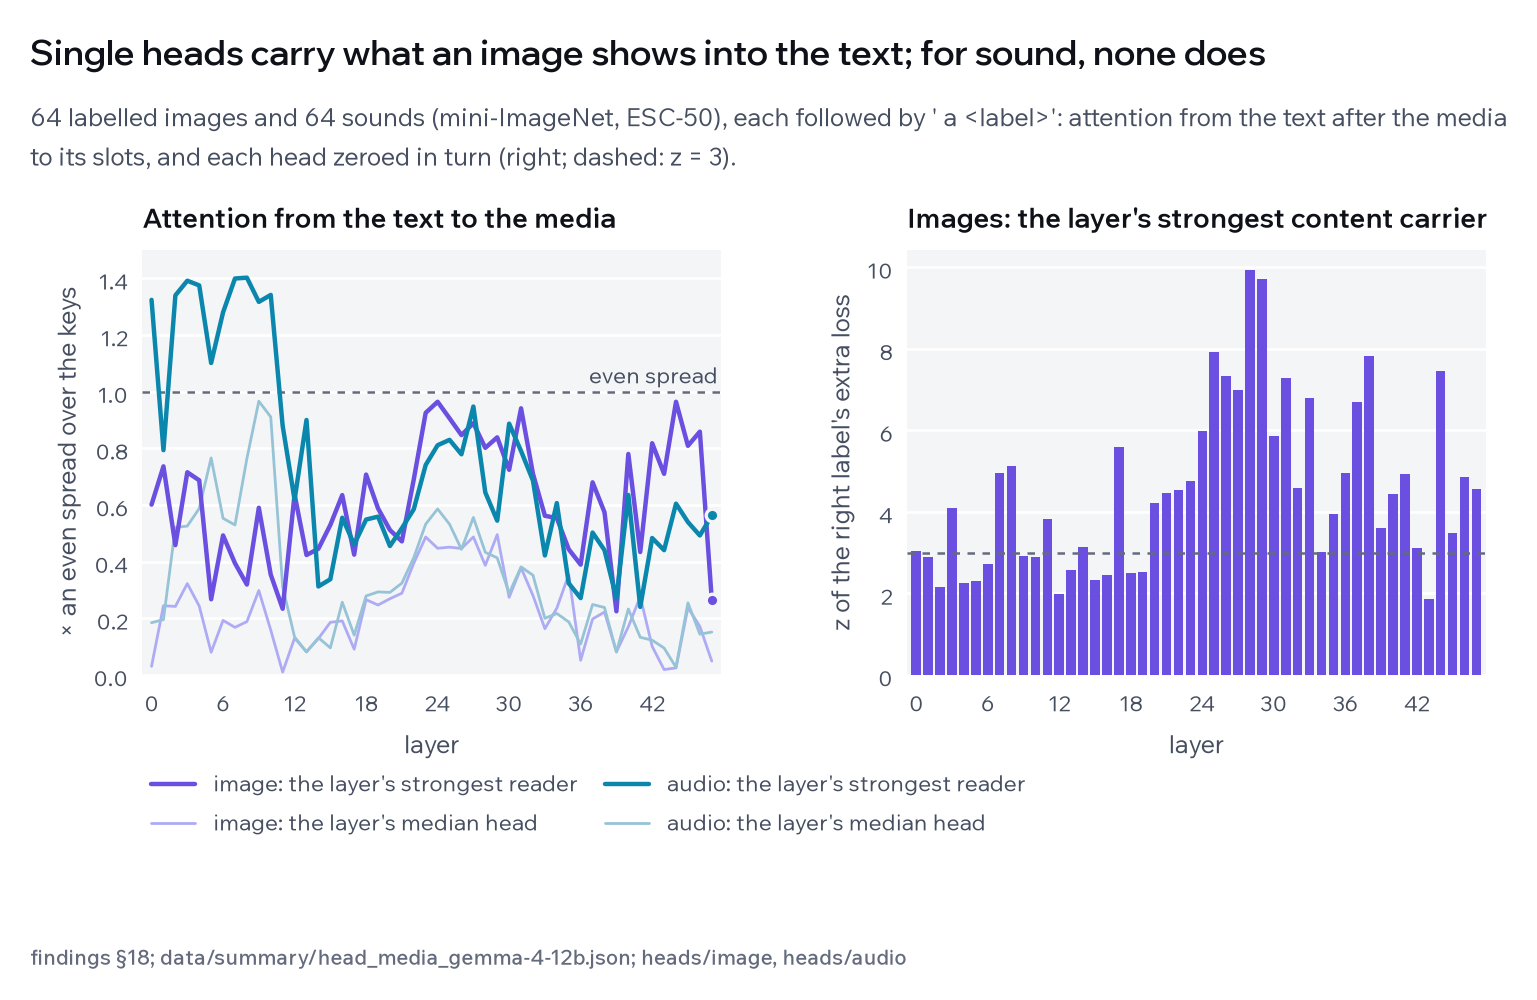 Single heads carry what an image shows into the text; for sound, none does
64 labelled images and 64 sounds (mini-ImageNet, ESC-50), each followed by ' a <label>': attention from the text after the media
to its slots, and each head zeroed in turn (right; dashed: z = 3).
Attention from the text to the media
× an even spread over the keys
1.4
1.2
1.0
0.8
0.6
0.4
0.2
0.0
even spread
0 6 12 18 24 30 36 42
layer
Images: the layer's strongest content carrier
z of the right label's extra loss
10
8
6
4
2
0
0 6 12 18 24 30 36 42
layer
image: the layer's strongest reader
audio: the layer's strongest reader
image: the layer's median head
audio: the layer's median head
findings §18; data/summary/head_media_gemma-4-12b.json; heads/image, heads/audio